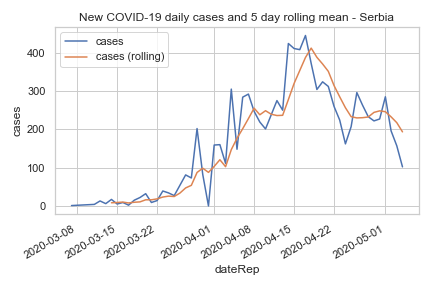 New COVID-19 daily cases and 5 day rolling mean - Serbia
cases
cases (rolling)
400
300
200
100
0
cases
2020-03-08
2020-03-15
2020-03-22
2020-04-01
2020-04-08
2020-04-15
2020-04-22
2020-05-01
dateRep